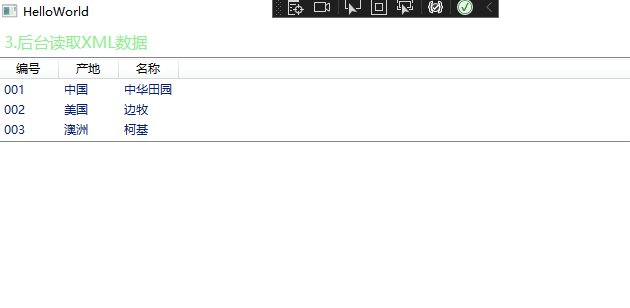 HelloWorld
3.后台读取XML数据
编号 产地 名称
001 中国 中华田园
002 美国 边牧
003 澳洲 柯基